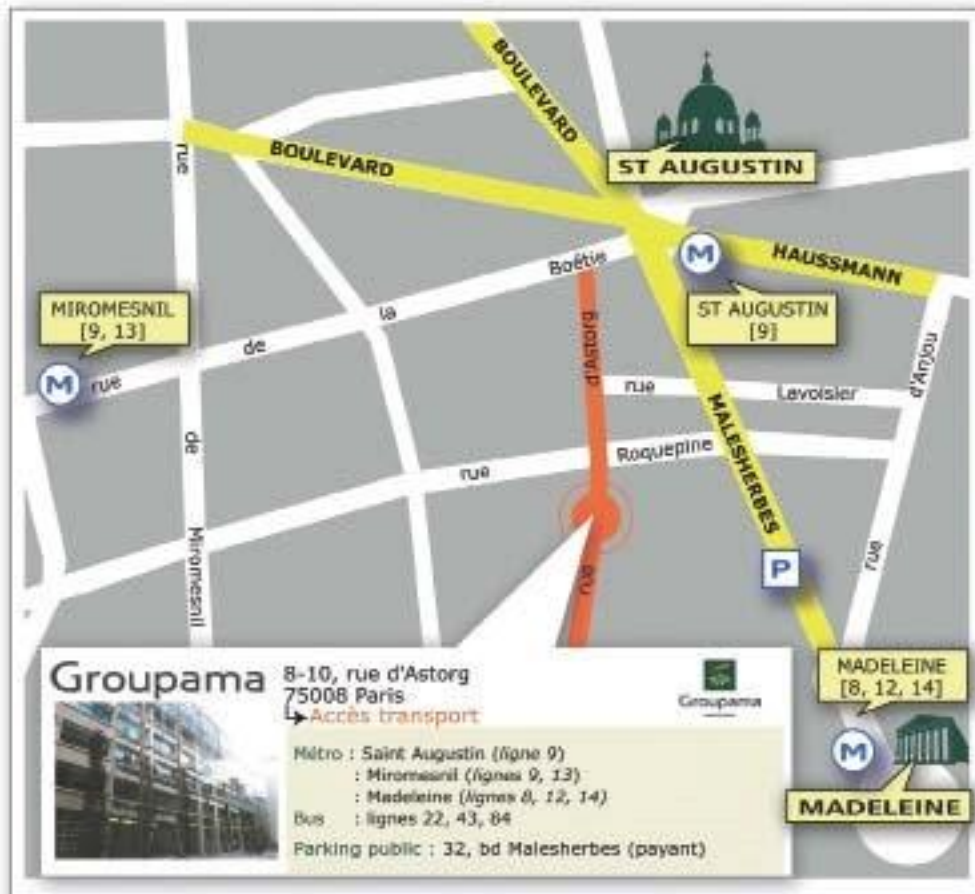 BOULEVARD
ST AUGUSTIN
rue
BOULEVARD
HAUSSMANN
Boêtie
M
MIROMESNIL
[9, 13]
ST AUGUSTIN
[9]
la
de
d'Astorg
d'Anjou
M
rue
rue
Lavoisier
MALESHERBES
de
Roquepine
rue
Miromesnil
P
rue
rue
Groupama
8-10, rue d'Astorg
75008 Paris
Accès transport
Groupama
MADELEINE
[8, 12, 14]
M
MADELEINE
Métro : Saint Augustin (ligne 9)
: Miromesnil (lignes 9, 13)
: Madeleine (lignes 8, 12, 14)
Bus : lignes 22, 43, 84
Parking public : 32, bd Malesherbes (payant)